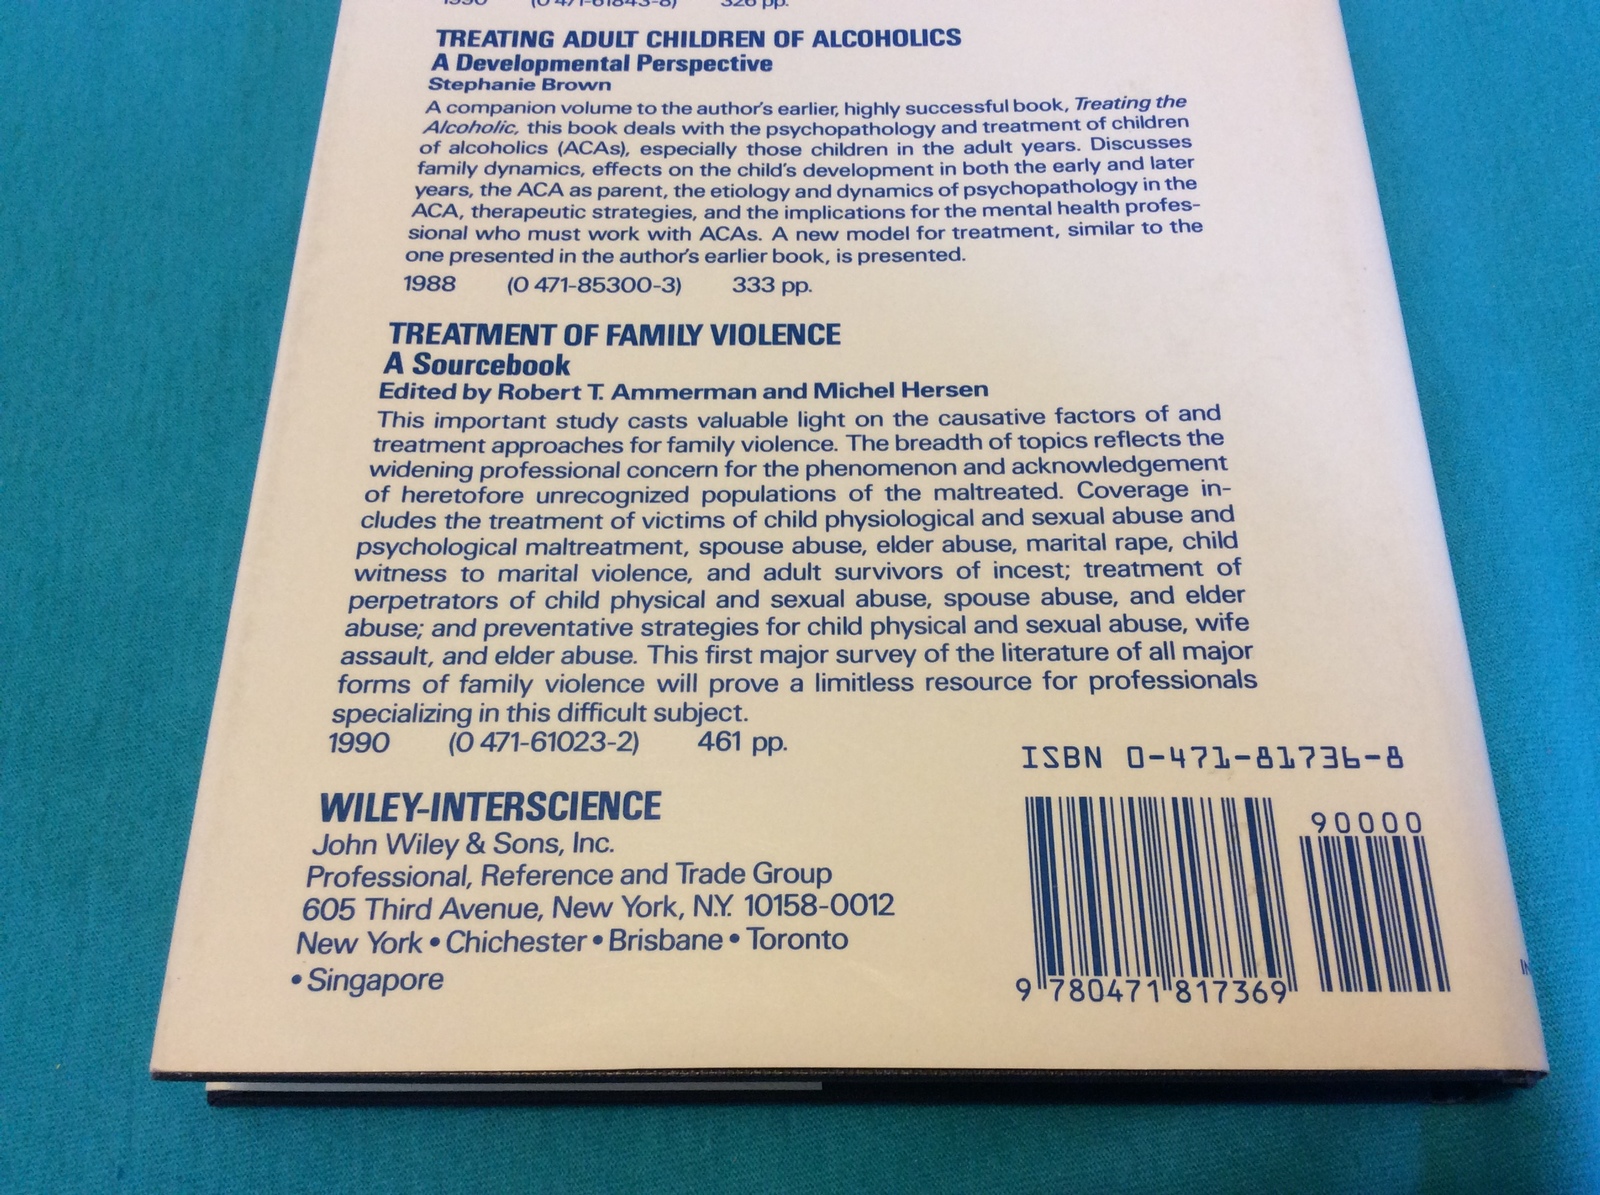 1990 (0 471-61843-8) 326 pp.
TREATING ADULT CHILDREN OF ALCOHOLICS
A Developmental Perspective
Stephanie Brown
A companion volume to the author's earlier, highly successful book, Treating the
Alcoholic, this book deals with the psychopathology and treatment of children
of alcoholics (ACAs), especially those children in the adult years. Discusses
family dynamics, effects on the child's development in both the early and later
years, the ACA as parent, the etiology and dynamics of psychopathology in the
ACA, therapeutic strategies, and the implications for the mental health profes-
sional who must work with ACAs. A new model for treatment, similar to the
one presented in the author's earlier book, is presented.
1988 (0 471-85300-3) 333 pp.
TREATMENT OF FAMILY VIOLENCE
A Sourcebook
Edited by Robert T. Ammerman and Michel Hersen
This important study casts valuable light on the causative factors of and
treatment approaches for family violence. The breadth of topics reflects the
widening professional concern for the phenomenon and acknowledgement
of heretofore unrecognized populations of the maltreated. Coverage in-
cludes the treatment of victims of child physiological and sexual abuse and
psychological maltreatment, spouse abuse, elder abuse, marital rape, child
witness to marital violence, and adult survivors of incest; treatment of
perpetrators of child physical and sexual abuse, spouse abuse, and elder
abuse; and preventative strategies for child physical and sexual abuse, wife
assault, and elder abuse. This first major survey of the literature of all major
forms of family violence will prove a limitless resource for professionals
specializing in this difficult subject.
1990 (0 471-61023-2) 461 pp.
WILEY-INTERSCIENCE
John Wiley & Sons, Inc.
Professional, Reference and Trade Group
605 Third Avenue, New York, N.Y. 10158-0012
New York • Chichester • Brisbane • Toronto
• Singapore
ISBN 0-471-81736-8
90000
9 780471 817369